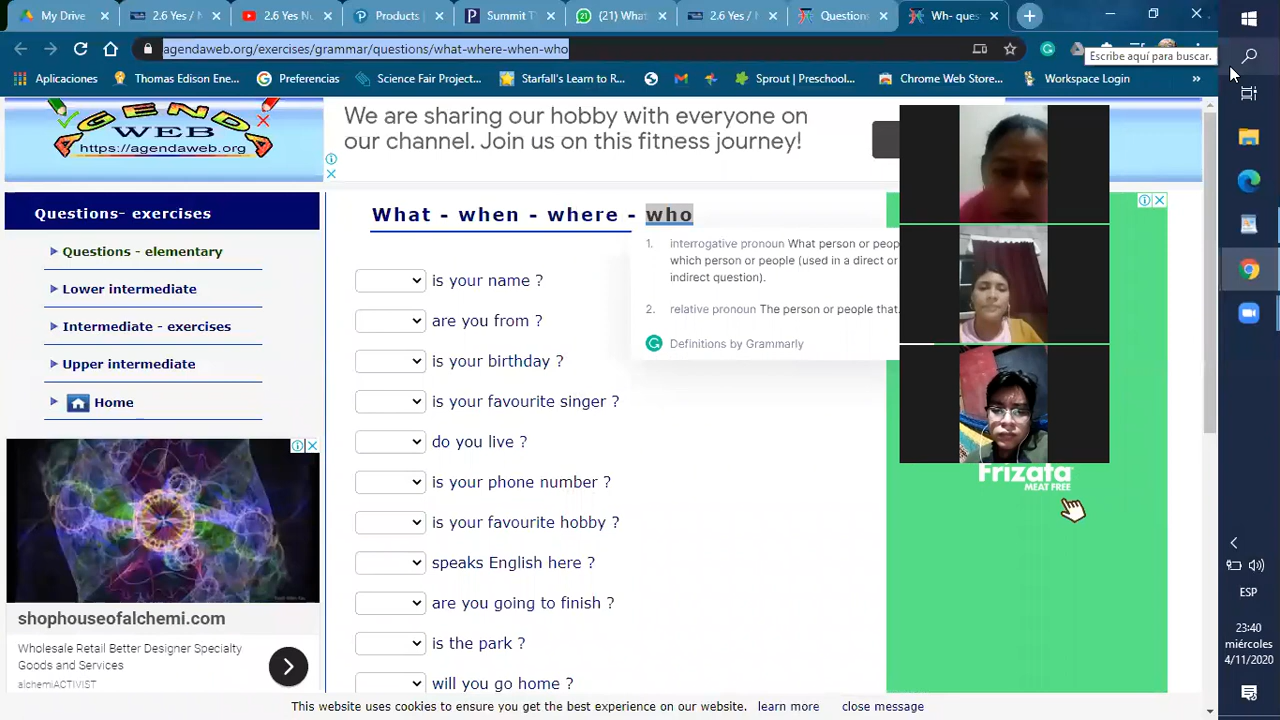 My Drive
2.6 Yes / N
2.6 Yes Nu
Products |
Summit T
(21) What
2.6 Yes / N
Questions
Wh- ques
agendaweb.org/exercises/grammar/questions/what-where-when-who
Escribe aquí para buscar.
Aplicaciones
Thomas Edison Ene...
Preferencias
Science Fair Project...
Starfall's Learn to R...
Sprout | Preschool...
Chrome Web Store...
Workspace Login
»
AGENDA
WEB
https://agendaweb.org
We are sharing our hobby with everyone on
our channel. Join us on this fitness journey!
Questions- exercises
Questions - elementary
Lower intermediate
Intermediate - exercises
Upper intermediate
Home
What - when - where - who
1. interrogative pronoun What person or peop
which person or people (used in a direct or
indirect question).
2. relative pronoun The person or people that.
Definitions by Grammarly
is your name ?
are you from ?
is your birthday ?
is your favourite singer ?
do you live ?
is your phone number ?
is your favourite hobby ?
speaks English here ?
are you going to finish ?
is the park ?
will you go home ?
Frizata
MEAT FREE
shophouseofalchemi.com
Wholesale Retail Better Designer Specialty
Goods and Services
alchemiACTIVIST
ESP
23:40
miércoles
4/11/2020
This website uses cookies to ensure you get the best experience on our website. learn more close message